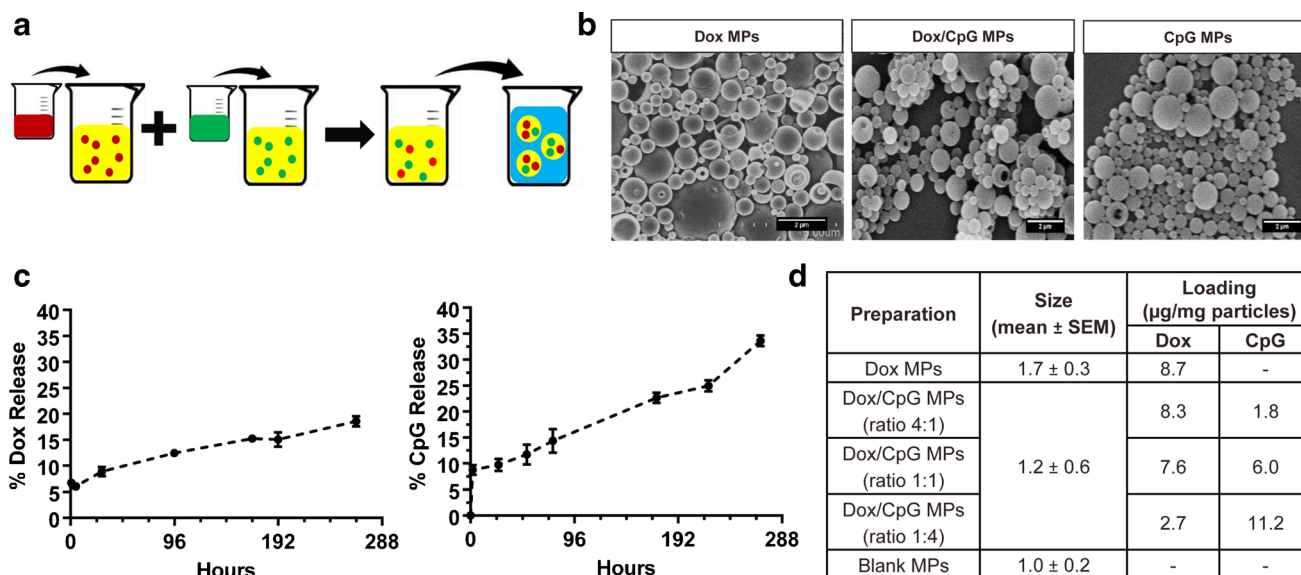 a
b
Dox MPs
Dox/CpG MPs
CpG MPs
2 µm
5.00um
2 µm
2 µm
c
% Dox Release
40
35
30
25
20
15
10
5
0
0
96
192
288
Hours
% CpG Release
40
35
30
25
20
15
10
5
0
0
96
192
288
Hours
d
Preparation
Size
(mean ± SEM)
Loading
(µg/mg particles)
Dox
CpG
Dox MPs
1.7 ± 0.3
8.7
-
Dox/CpG MPs
(ratio 4:1)
8.3
1.8
Dox/CpG MPs
(ratio 1:1)
1.2 ± 0.6
7.6
6.0
Dox/CpG MPs
(ratio 1:4)
2.7
11.2
Blank MPs
1.0 ± 0.2
-
-